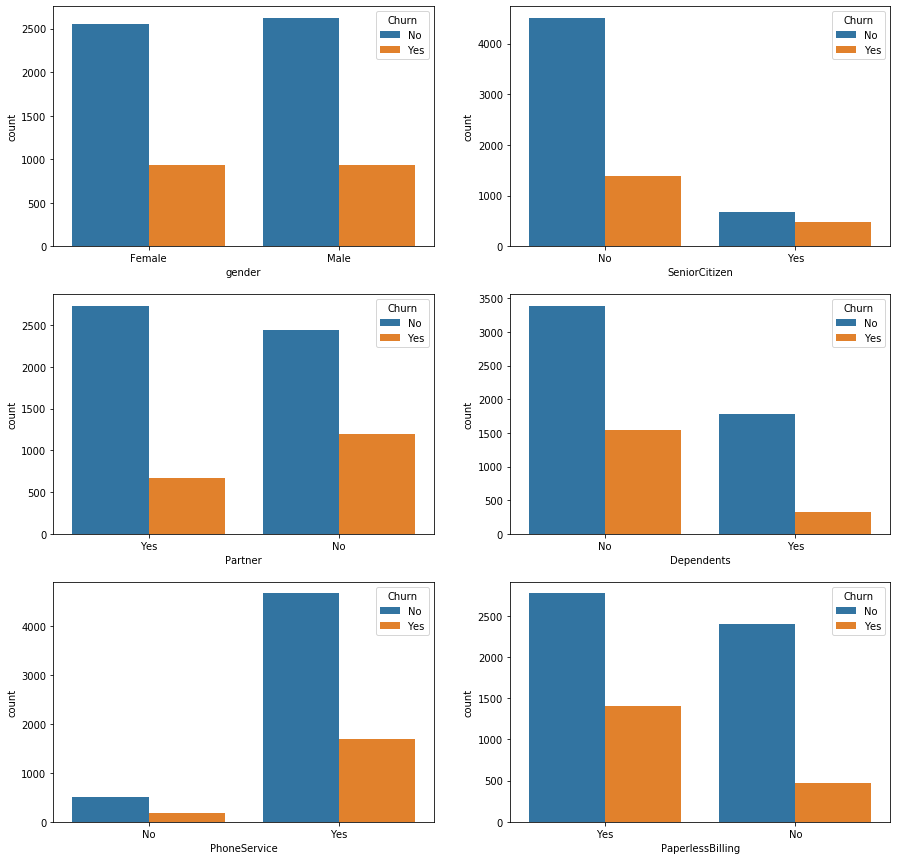 2500
2000
1500
1000
500
0
count
Female
Male
gender
Churn
No
Yes
4000
3000
2000
1000
0
count
No
Yes
SeniorCitizen
Churn
No
Yes
2500
2000
1500
1000
500
0
count
Yes
No
Partner
Churn
No
Yes
3500
3000
2500
2000
1500
1000
500
0
count
No
Yes
Dependents
Churn
No
Yes
4000
3000
2000
1000
0
count
No
Yes
PhoneService
Churn
No
Yes
2500
2000
1500
1000
500
0
count
Yes
No
PaperlessBilling
Churn
No
Yes